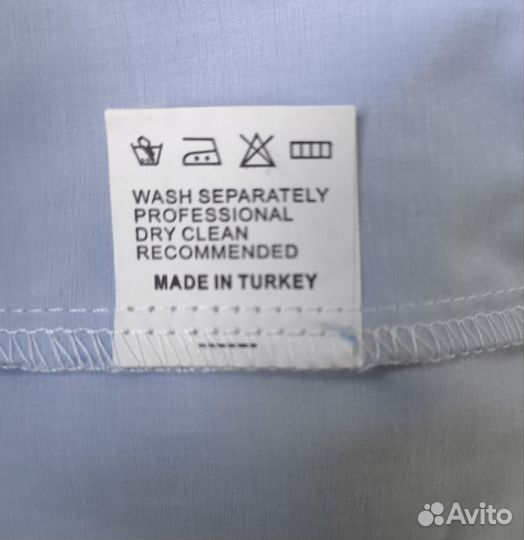 WASH SEPARATELY
PROFESSIONAL
DRY CLEAN
RECOMMENDED
MADE IN TURKEY
Avito